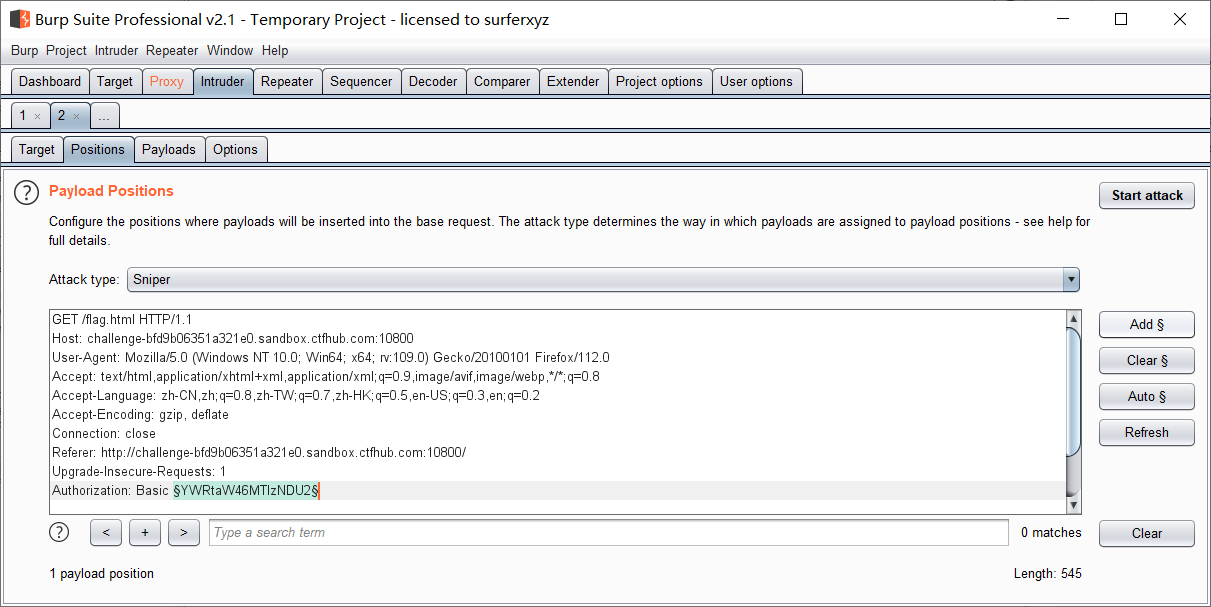 Burp Suite Professional v2.1 - Temporary Project - licensed to surferxyz
Burp Project Intruder Repeater Window Help
Dashboard Target Proxy Intruder Repeater Sequencer Decoder Comparer Extender Project options User options
1 × 2 × ...
Target Positions Payloads Options
? Payload Positions
Start attack
Configure the positions where payloads will be inserted into the base request. The attack type determines the way in which payloads are assigned to payload positions - see help for
full details.
Attack type: Sniper
GET /flag.html HTTP/1.1
Host: challenge-bfd9b06351a321e0.sandbox.ctfhub.com:10800
User-Agent: Mozilla/5.0 (Windows NT 10.0; Win64; x64; rv:109.0) Gecko/20100101 Firefox/112.0
Accept: text/html,application/xhtml+xml,application/xml;q=0.9,image/avif,image/webp,*/*;q=0.8
Accept-Language: zh-CN,zh;q=0.8,zh-TW;q=0.7,zh-HK;q=0.5,en-US;q=0.3,en;q=0.2
Accept-Encoding: gzip, deflate
Connection: close
Referer: http://challenge-bfd9b06351a321e0.sandbox.ctfhub.com:10800/
Upgrade-Insecure-Requests: 1
Authorization: Basic §YWRtaW46MTIzNDU2§
Add §
Clear §
Auto §
Refresh
? < + > Type a search term 0 matches Clear
1 payload position Length: 545